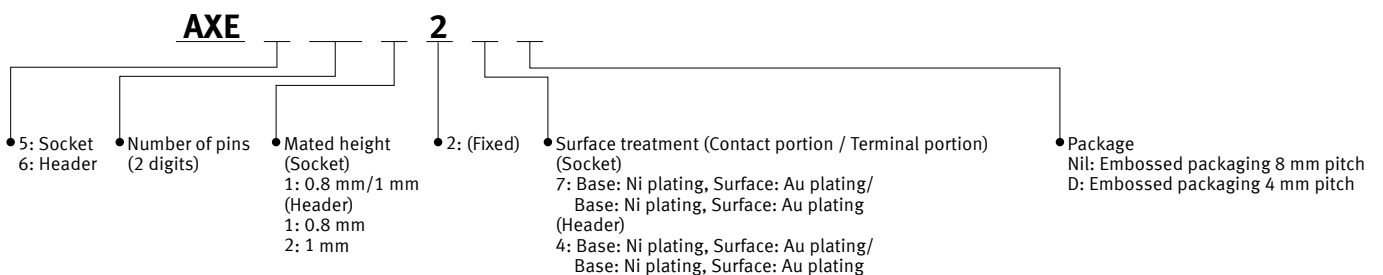 AXE 2
5: Socket
6: Header
Number of pins
(2 digits)
Mated height
(Socket)
1: 0.8 mm/1 mm
(Header)
1: 0.8 mm
2: 1 mm
2: (Fixed)
Surface treatment (Contact portion / Terminal portion)
(Socket)
7: Base: Ni plating, Surface: Au plating/
Base: Ni plating, Surface: Au plating
(Header)
4: Base: Ni plating, Surface: Au plating/
Base: Ni plating, Surface: Au plating
Package
Nil: Embossed packaging 8 mm pitch
D: Embossed packaging 4 mm pitch